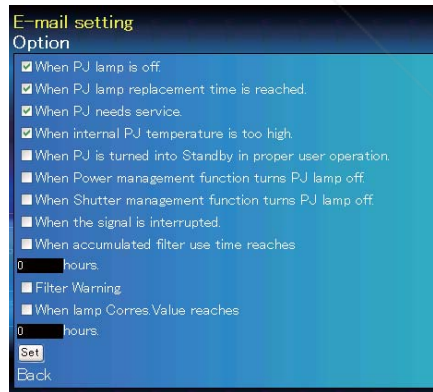 E-mail setting
Option
When PJ lamp is off.
When PJ lamp replacement time is reached.
When PJ needs service.
When internal PJ temperature is too high.
When PJ is turned into Standby in proper user operation.
When Power management function turns PJ lamp off.
When Shutter management function turns PJ lamp off.
When the signal is interrupted.
When accumulated filter use time reaches
0 hours.
Filter Warning
When lamp Corres.Value reaches
0 hours.
Set
Back